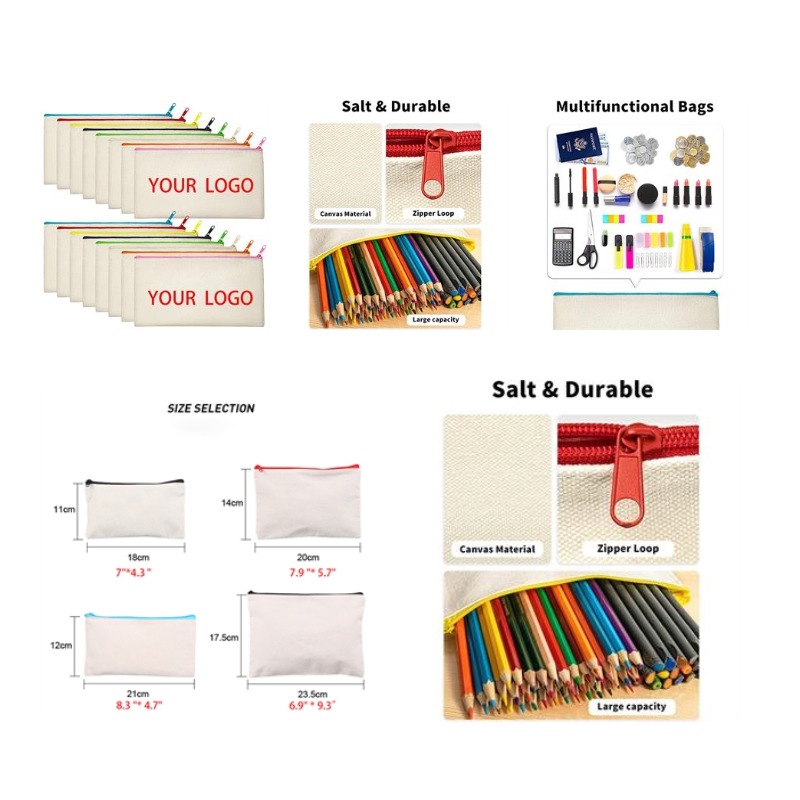 Salt & Durable
Multifunctional Bags
YOUR LOGO
YOUR LOGO
Canvas Material
Zipper Loop
Large capacity
SIZE SELECTION
11cm
18cm
7"*4.3 "
14cm
20cm
7.9 "* 5.7"
12cm
21cm
8.3 "* 4.7"
17.5cm
23.5cm
6.9" * 9.3"
Salt & Durable
Canvas Material
Zipper Loop
Large capacity